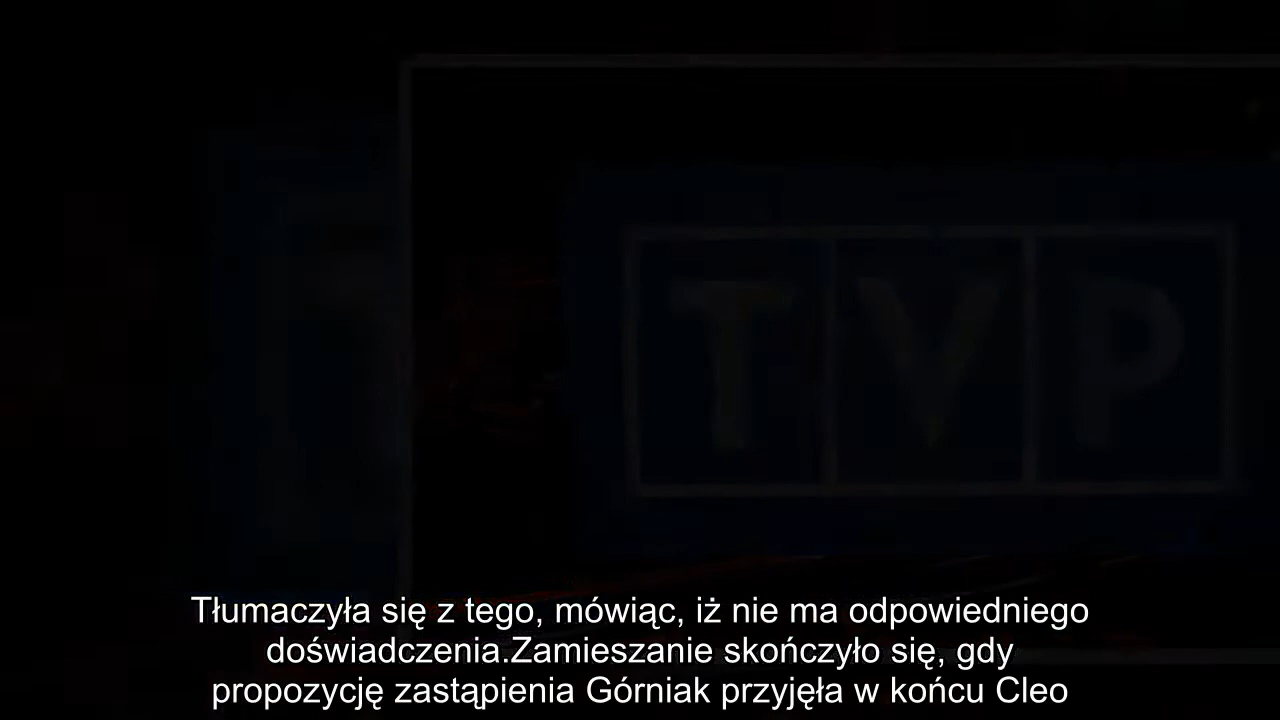 TVP
Tłumaczyła się z tego, mówiąc, iż nie ma odpowiedniego
doświadczenia.Zamieszanie skończyło się, gdy
propozycję zastąpienia Górniak przyjęła w końcu Cleo